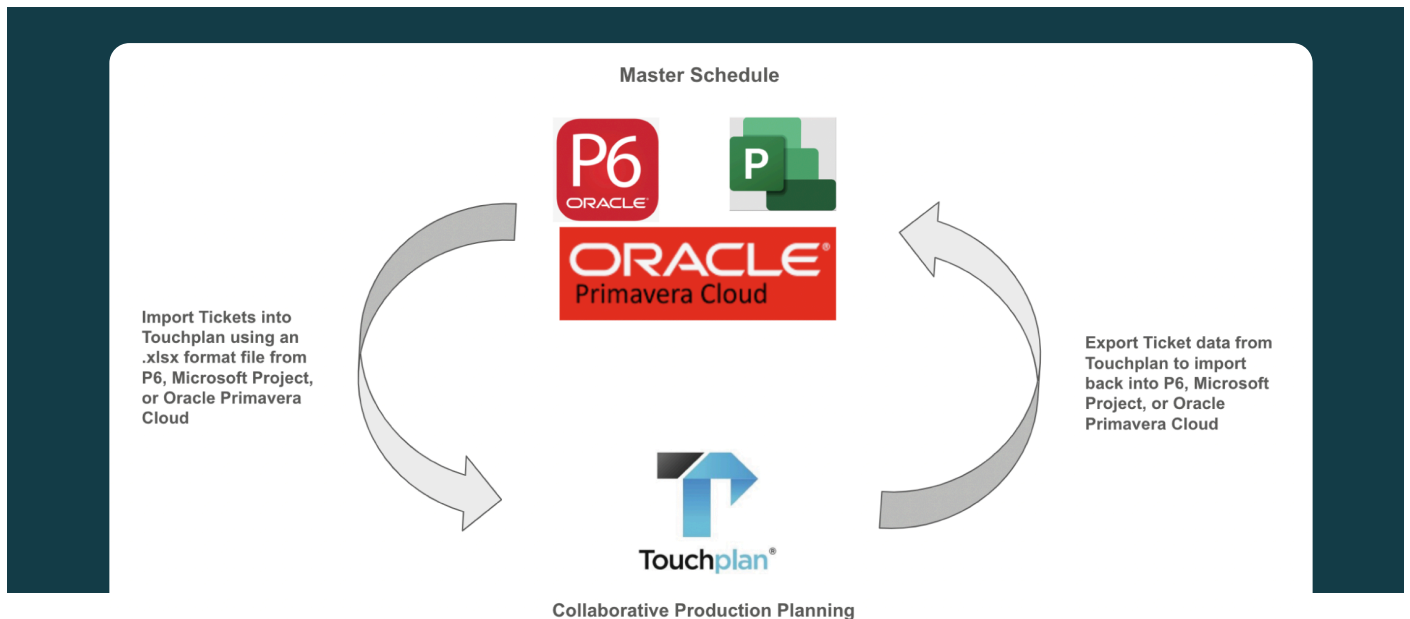 Master Schedule
P6
ORACLE
P
ORACLE®
Primavera Cloud
Import Tickets into
Touchplan using an
.xlsx format file from
P6, Microsoft Project,
or Oracle Primavera
Cloud
Export Ticket data from
Touchplan to import
back into P6, Microsoft
Project, or Oracle
Primavera Cloud
Touchplan®
Collaborative Production Planning